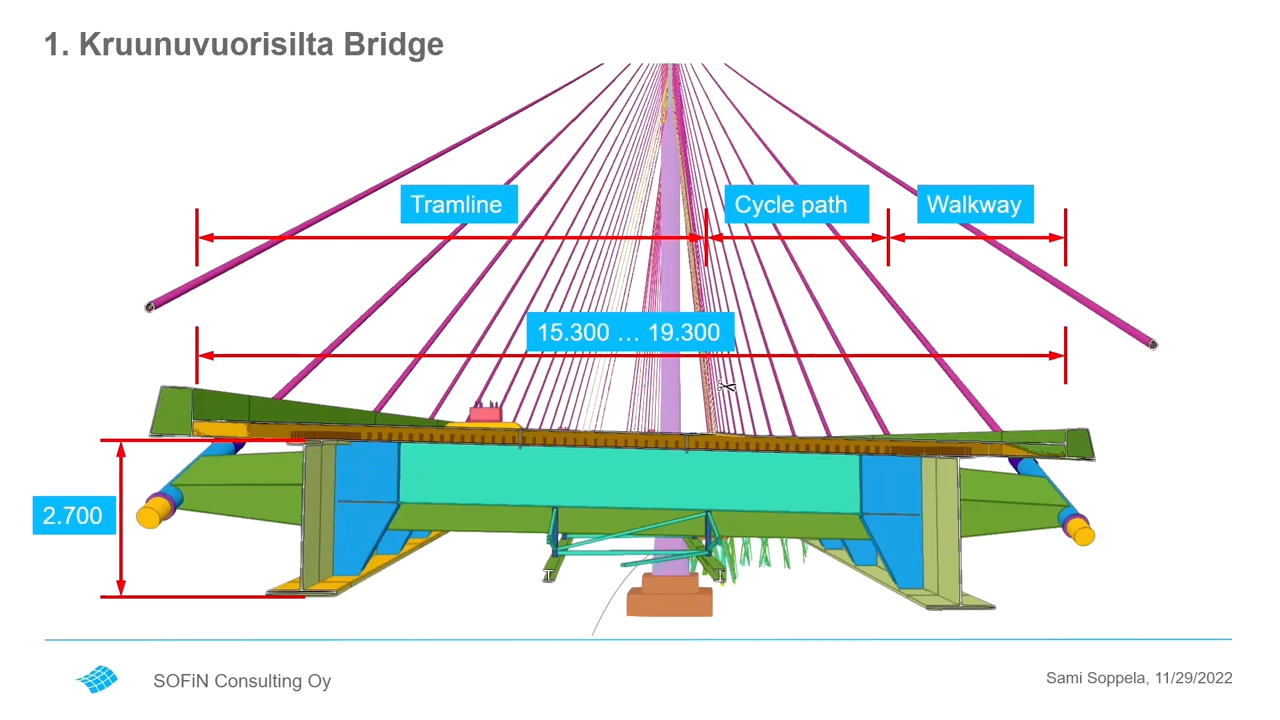 1. Kruunuvuorisilta Bridge
Tramline
Cycle path
Walkway
15.300 … 19.300
2.700
SOFiN Consulting Oy
Sami Soppela, 11/29/2022